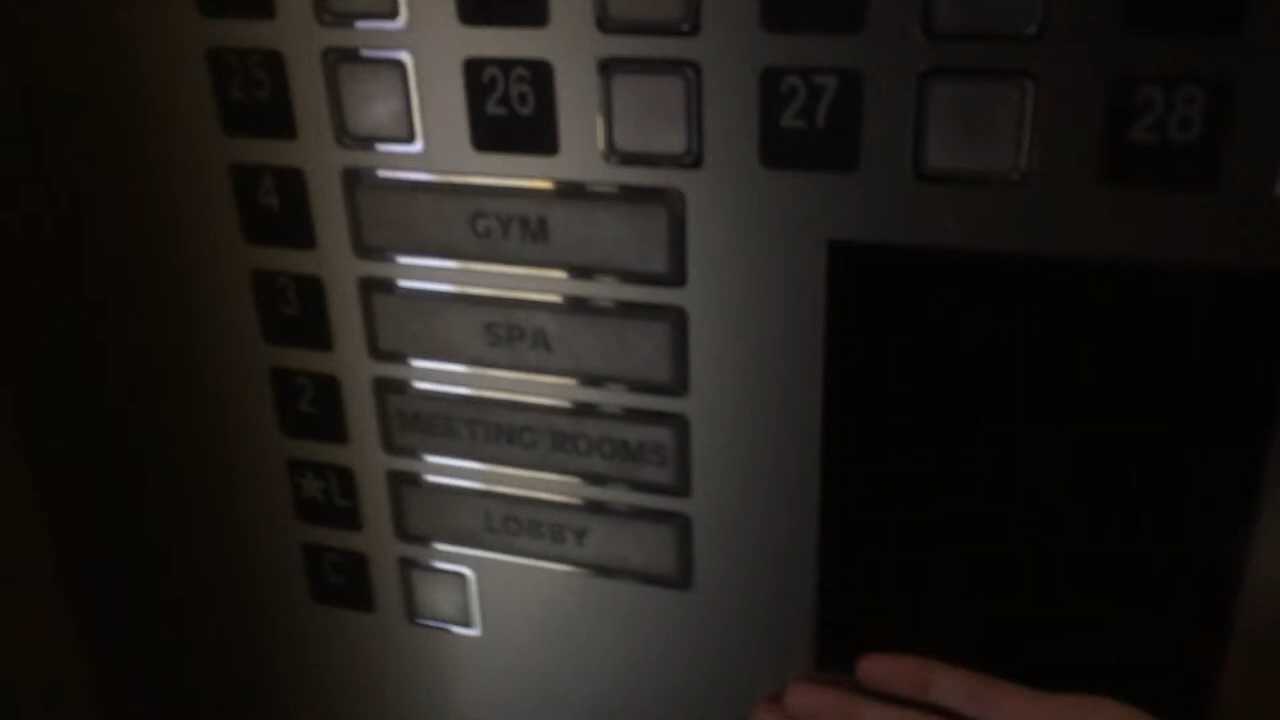 25 26 27 28
4 GYM
3 SPA
2 MEETING ROOMS
★L LOBBY
C